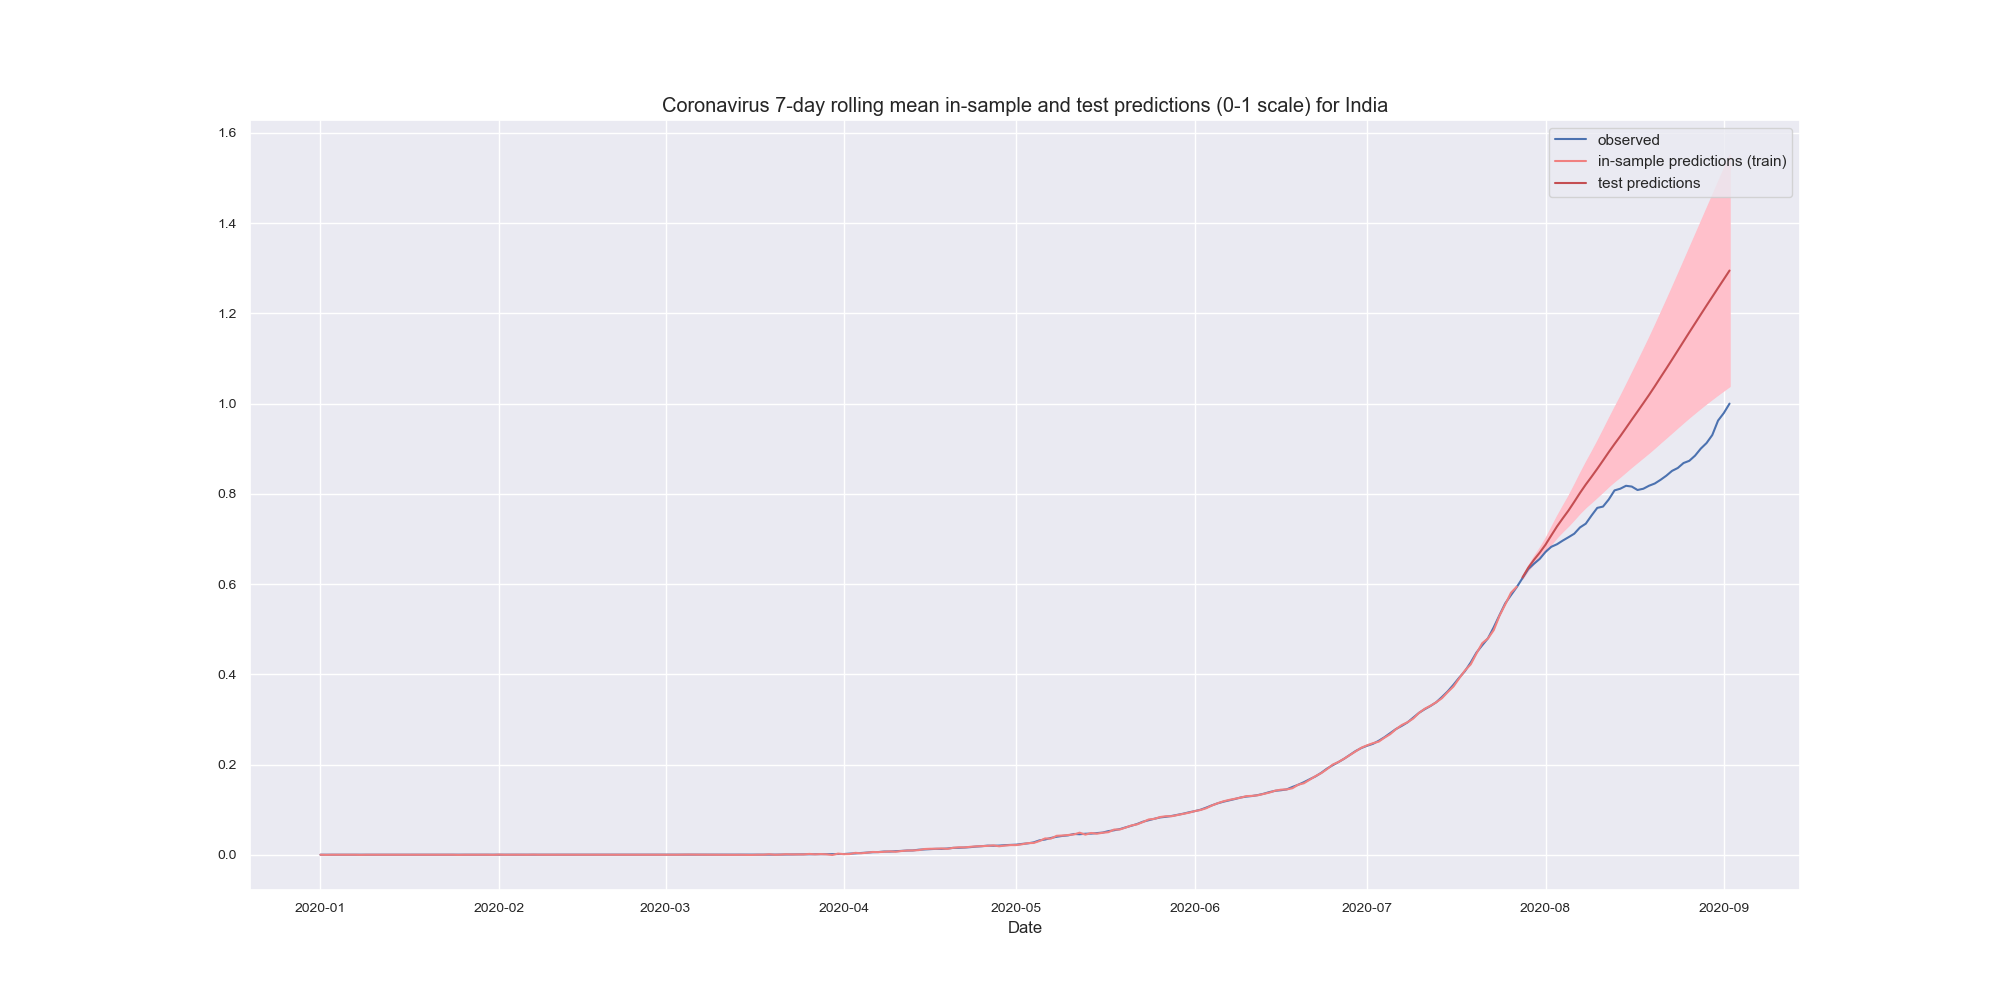 Coronavirus 7-day rolling mean in-sample and test predictions (0-1 scale) for India
1.6
1.4
1.2
1.0
0.8
0.6
0.4
0.2
0.0
observed
in-sample predictions (train)
test predictions
2020-01 2020-02 2020-03 2020-04 2020-05 2020-06 2020-07 2020-08 2020-09
Date